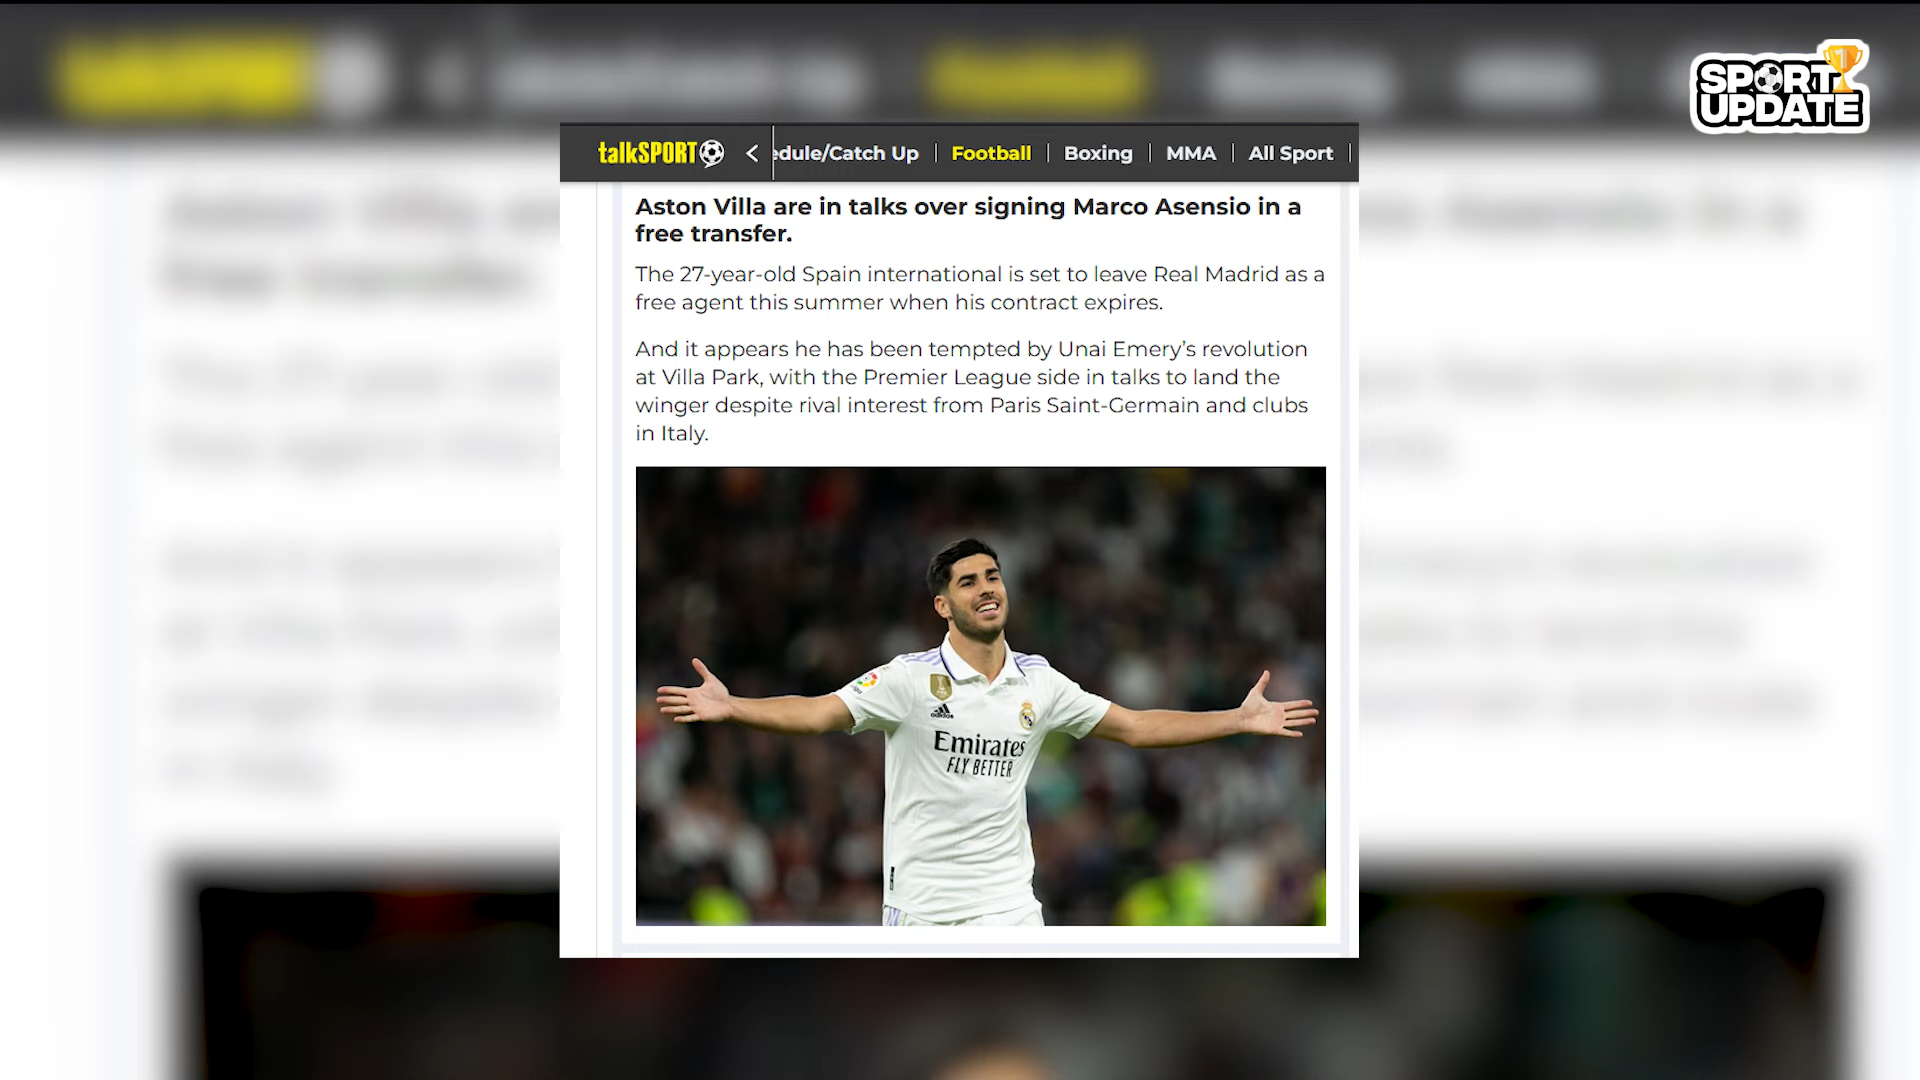 SPORT
UPDATE
talkSPORT
edule/Catch Up
Football
Boxing
MMA
All Sport
Aston Villa are in talks over signing Marco Asensio in a
free transfer.
The 27-year-old Spain international is set to leave Real Madrid as a
free agent this summer when his contract expires.
And it appears he has been tempted by Unai Emery’s revolution
at Villa Park, with the Premier League side in talks to land the
winger despite rival interest from Paris Saint-Germain and clubs
in Italy.
adidas
Emirates
FLY BETTER